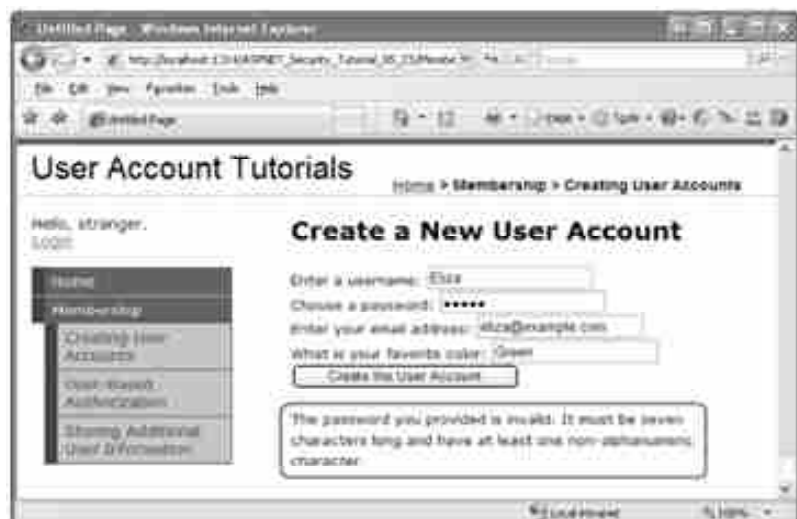 Untitled Page - Windows Internet Explorer
File Edit View Favorites Tools Help
Untitled Page
User Account Tutorials
Home > Membership > Creating User Accounts
Hello, stranger.
Login
Create a New User Account
Home
Membership
Creating User
Accounts
User-Based
Authorization
Sharing Additional
User Information
Enter a username: Eliza
Choose a password: •••••
Enter your email address: eliza@example.com
What is your favorite color: Green
Create the User Account
The password you provided is invalid. It must be seven
characters long and have at least one non-alphanumeric
character.
Local intranet
100%